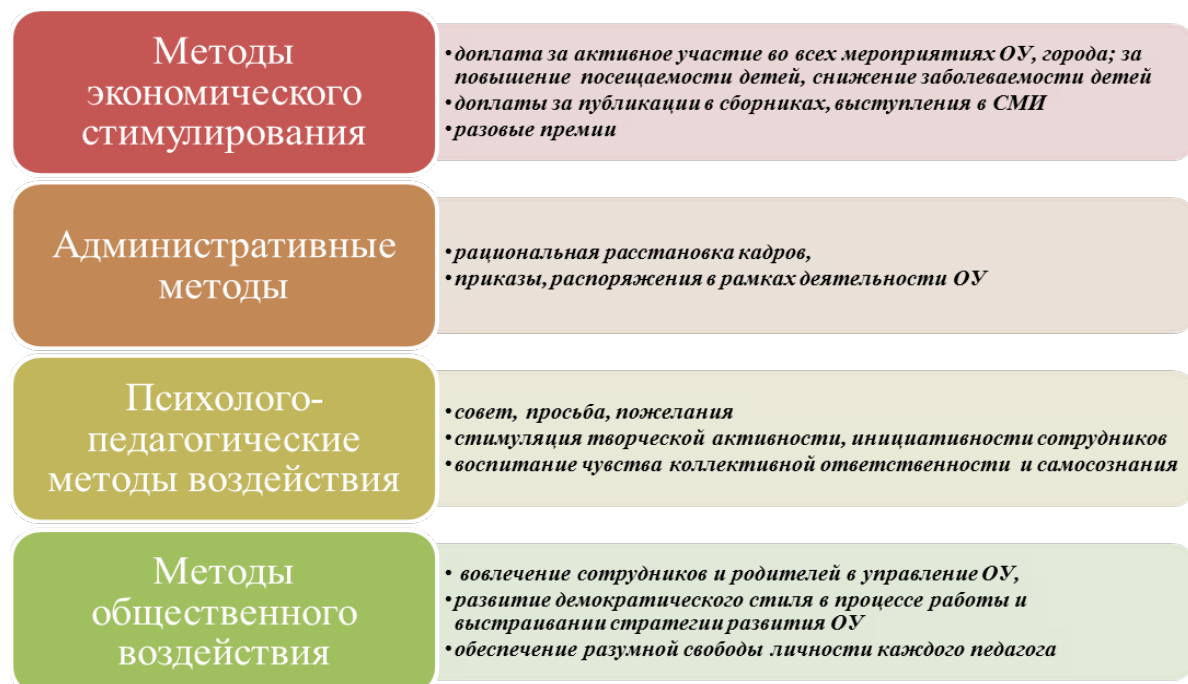 Методы
экономического
стимулирования
•доплата за активное участие во всех мероприятиях ОУ, города; за
повышение посещаемости детей, снижение заболеваемости детей
•доплаты за публикации в сборниках, выступления в СМИ
•разовые премии
Административные
методы
•рациональная расстановка кадров,
•приказы, распоряжения в рамках деятельности ОУ
Психолого-
педагогические
методы воздействия
•совет, просьба, пожелания
•стимуляция творческой активности, инициативности сотрудников
•воспитание чувства коллективной ответственности и самосознания
Методы
общественного
воздействия
• вовлечение сотрудников и родителей в управление ОУ,
•развитие демократического стиля в процессе работы и
выстраивании стратегии развития ОУ
•обеспечение разумной свободы личности каждого педагога